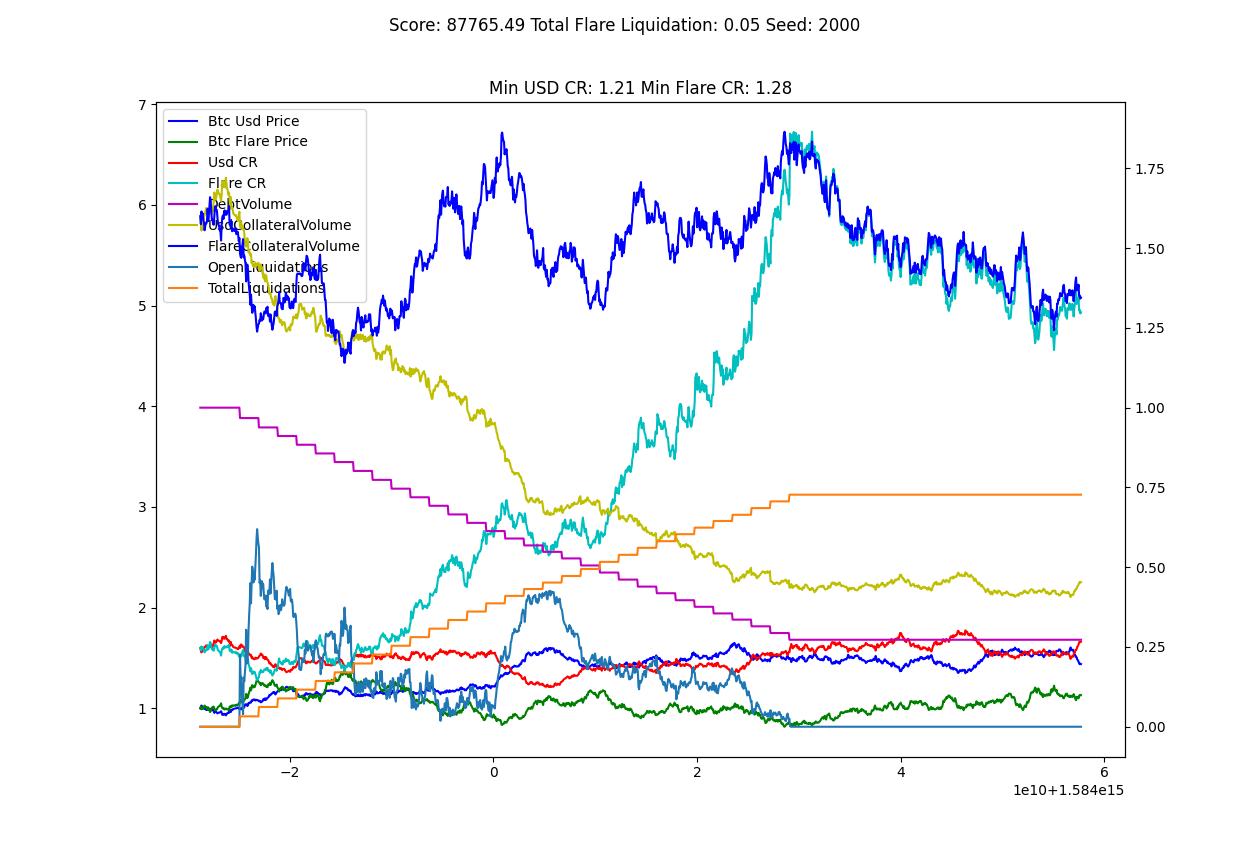 Score: 87765.49 Total Flare Liquidation: 0.05 Seed: 2000
Min USD CR: 1.21 Min Flare CR: 1.28
Btc Usd Price
Btc Flare Price
Usd CR
Flare CR
DebtVolume
UsdCollateralVolume
FlareCollateralVolume
OpenLiquidations
TotalLiquidations
7
6
5
4
3
2
1
1.75
1.50
1.25
1.00
0.75
0.50
0.25
0.00
−2
0
2
4
6
1e10+1.584e15